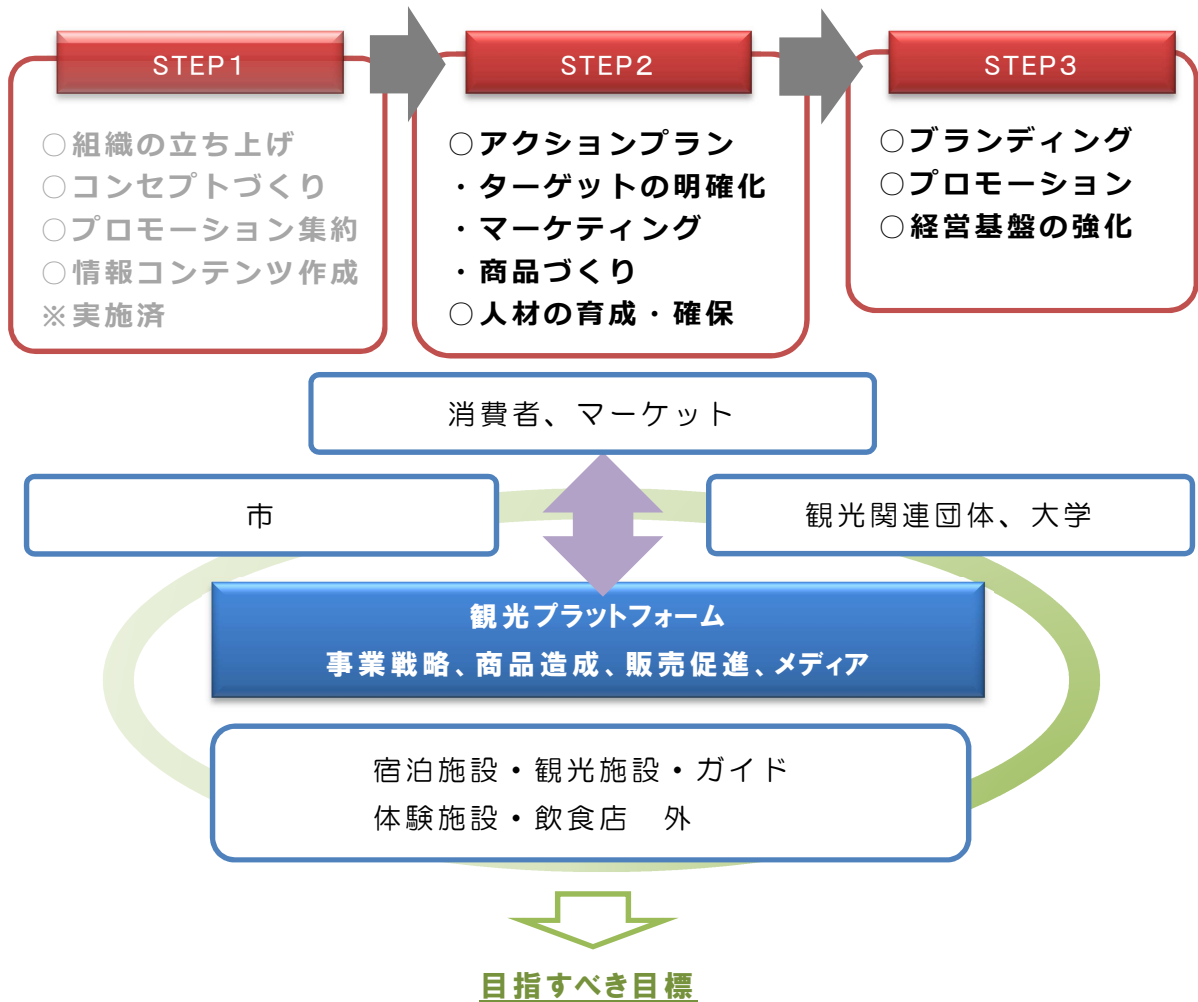 STEP1
○組織の立ち上げ
○コンセプトづくり
○プロモーション集約
○情報コンテンツ作成
※実施済
STEP2
○アクションプラン
・ターゲットの明確化
・マーケティング
・商品づくり
○人材の育成・確保
STEP3
○ブランディング
○プロモーション
○経営基盤の強化
消費者、マーケット
市
観光関連団体、大学
観光プラットフォーム
事業戦略、商品造成、販売促進、メディア
宿泊施設・観光施設・ガイド
体験施設・飲食店　外
目指すべき目標